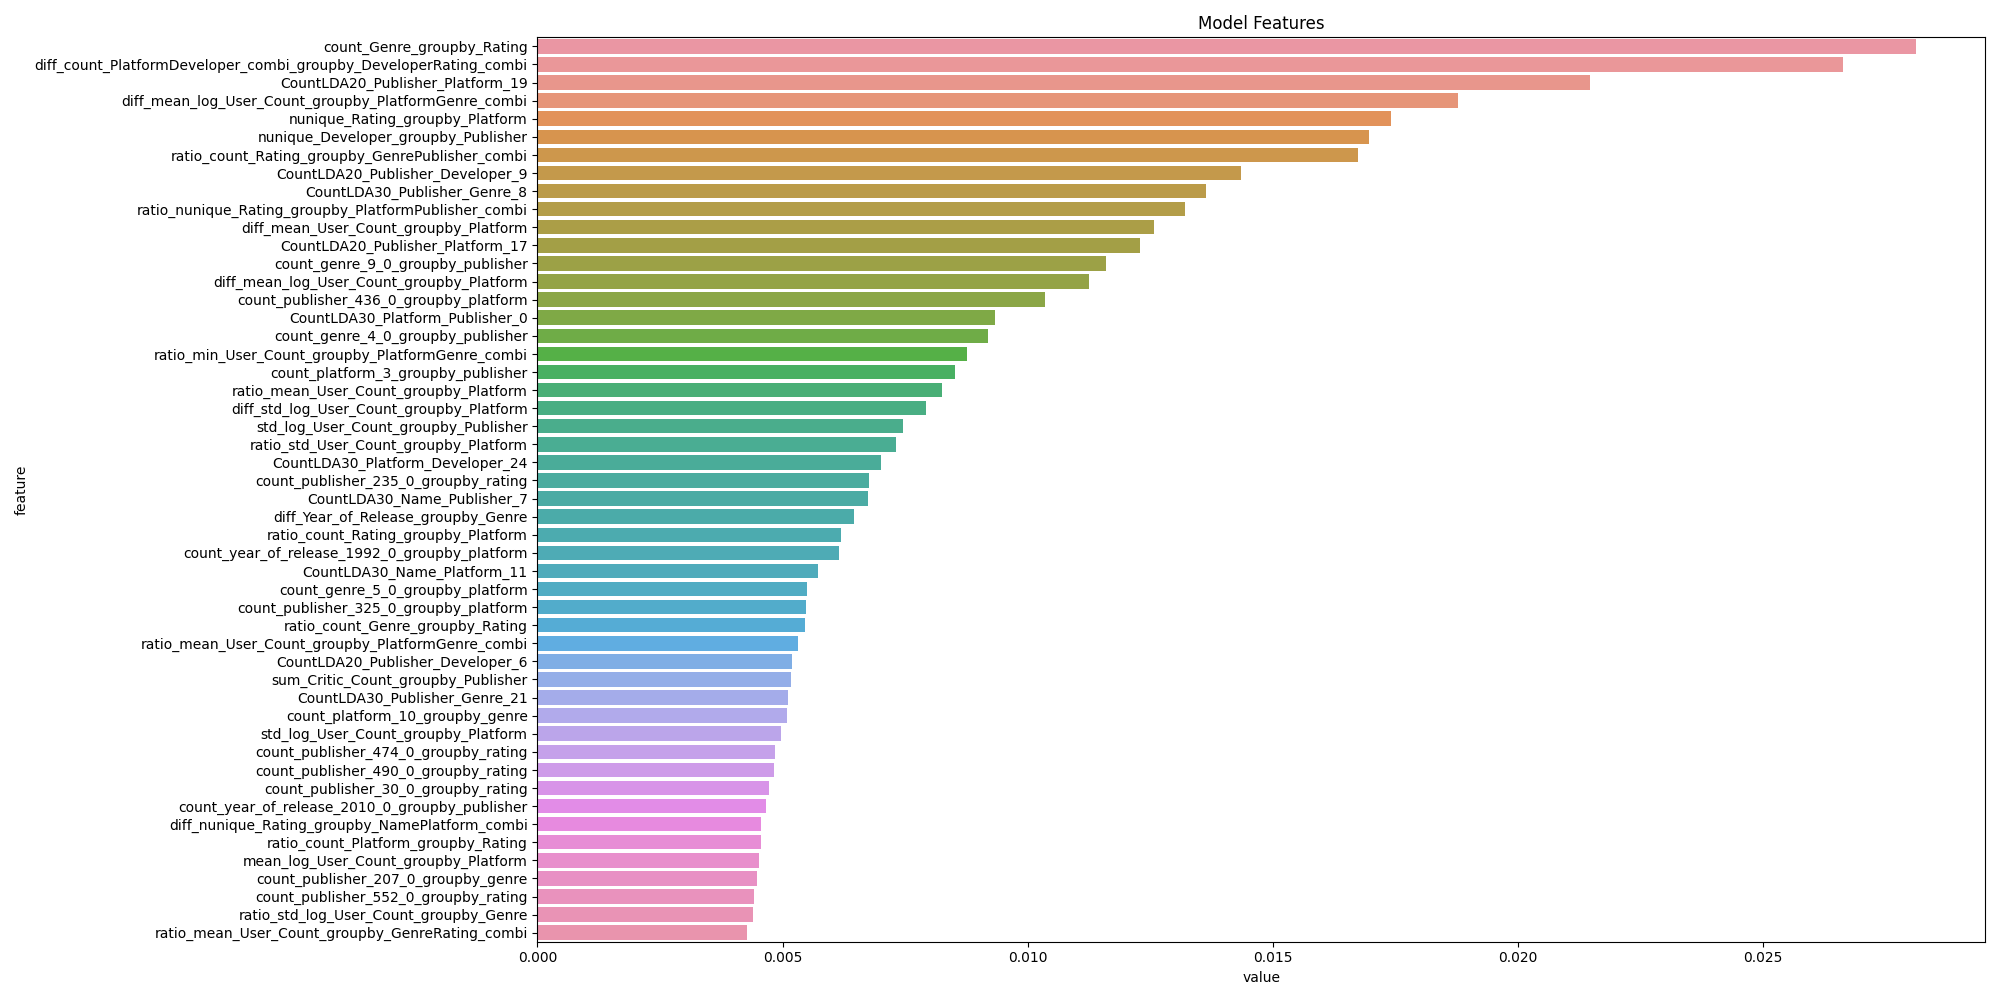 Model Features
count_Genre_groupby_Rating
diff_count_PlatformDeveloper_combi_groupby_DeveloperRating_combi
CountLDA20_Publisher_Platform_19
diff_mean_log_User_Count_groupby_PlatformGenre_combi
nunique_Rating_groupby_Platform
nunique_Developer_groupby_Publisher
ratio_count_Rating_groupby_GenrePublisher_combi
CountLDA20_Publisher_Developer_9
CountLDA30_Publisher_Genre_8
ratio_nunique_Rating_groupby_PlatformPublisher_combi
diff_mean_User_Count_groupby_Platform
CountLDA20_Publisher_Platform_17
count_genre_9_0_groupby_publisher
diff_mean_log_User_Count_groupby_Platform
count_publisher_436_0_groupby_platform
CountLDA30_Platform_Publisher_0
count_genre_4_0_groupby_publisher
ratio_min_User_Count_groupby_PlatformGenre_combi
count_platform_3_groupby_publisher
ratio_mean_User_Count_groupby_Platform
diff_std_log_User_Count_groupby_Platform
std_log_User_Count_groupby_Publisher
ratio_std_User_Count_groupby_Platform
CountLDA30_Platform_Developer_24
count_publisher_235_0_groupby_rating
CountLDA30_Name_Publisher_7
diff_Year_of_Release_groupby_Genre
ratio_count_Rating_groupby_Platform
count_year_of_release_1992_0_groupby_platform
CountLDA30_Name_Platform_11
count_genre_5_0_groupby_platform
count_publisher_325_0_groupby_platform
ratio_count_Genre_groupby_Rating
ratio_mean_User_Count_groupby_PlatformGenre_combi
CountLDA20_Publisher_Developer_6
sum_Critic_Count_groupby_Publisher
CountLDA30_Publisher_Genre_21
count_platform_10_groupby_genre
std_log_User_Count_groupby_Platform
count_publisher_474_0_groupby_rating
count_publisher_490_0_groupby_rating
count_publisher_30_0_groupby_rating
count_year_of_release_2010_0_groupby_publisher
diff_nunique_Rating_groupby_NamePlatform_combi
ratio_count_Platform_groupby_Rating
mean_log_User_Count_groupby_Platform
count_publisher_207_0_groupby_genre
count_publisher_552_0_groupby_rating
ratio_std_log_User_Count_groupby_Genre
ratio_mean_User_Count_groupby_GenreRating_combi
feature
0.000 0.005 0.010 0.015 0.020 0.025
value